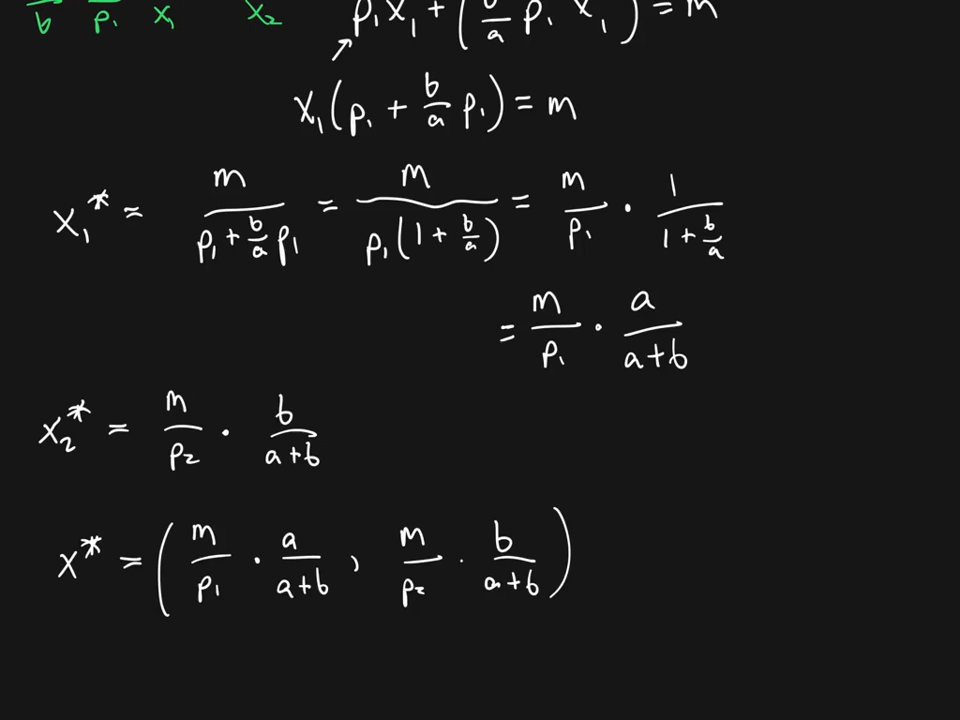 b p₁ x₁ x₂
p₁x₁ + (b/a p₁ x₁) = m
x₁(p₁ + b/a p₁) = m
x₁* = m/(p₁ + b/a p₁) = m/(p₁(1 + b/a)) = m/p₁ · 1/(1 + b/a)
= m/p₁ · a/(a+b)
x₂* = m/p₂ · b/(a+b)
x* = (m/p₁ · a/(a+b), m/p₂ · b/(a+b))